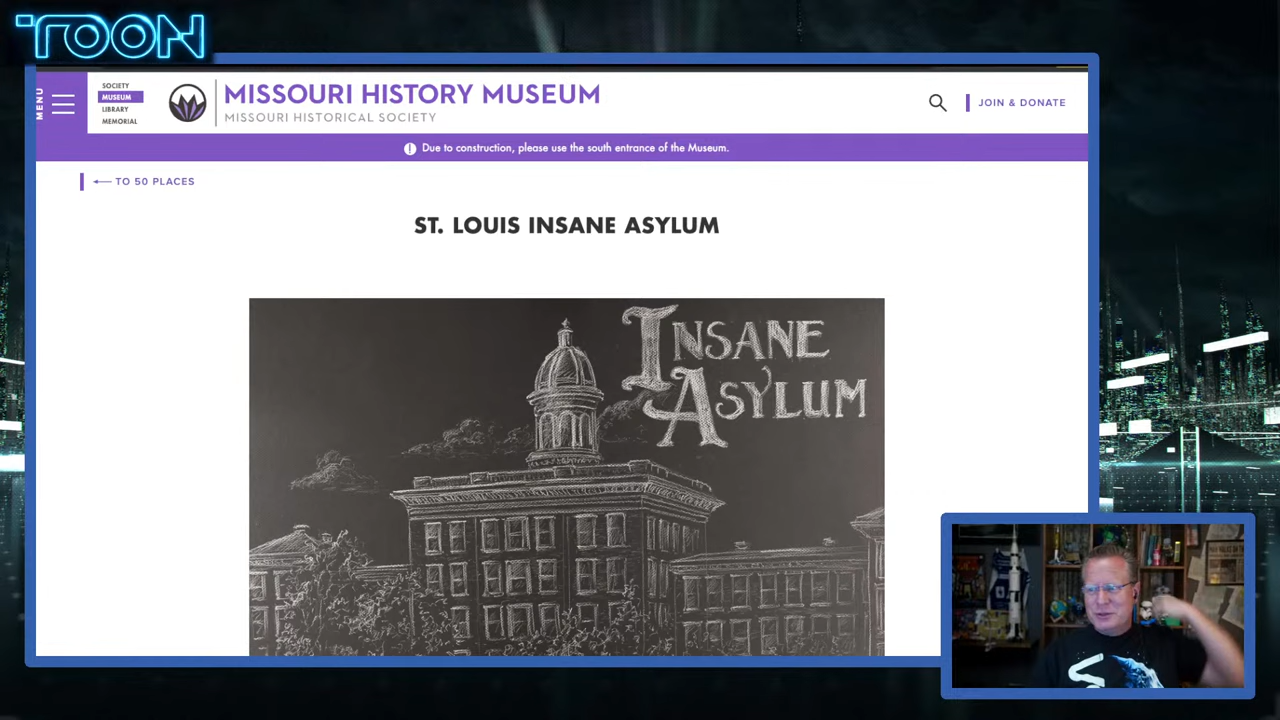 TOON
MENU
SOCIETY
MUSEUM
LIBRARY
MEMORIAL
MISSOURI HISTORY MUSEUM
MISSOURI HISTORICAL SOCIETY
JOIN & DONATE
! Due to construction, please use the south entrance of the Museum.
← TO 50 PLACES
ST. LOUIS INSANE ASYLUM
INSANE
ASYLUM